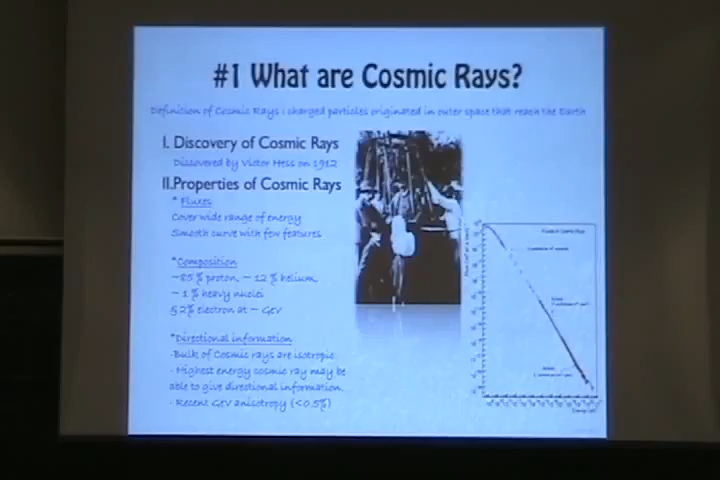 #1 What are Cosmic Rays?
Definition of Cosmic Rays : charged particles originated in outer space that reach the Earth
I. Discovery of Cosmic Rays
Discovered by Victor Hess on 1912
II.Properties of Cosmic Rays
* Fluxes
Cover wide range of energy
Smooth curve with few features
*Composition
~85 % proton, ~ 12 % helium,
~ 1 % heavy nuclei
≤ 2% electron at ~ GeV
*Directional information
-Bulk of Cosmic rays are isotropic.
- Highest energy cosmic ray may be
able to give directional information.
- Recent GeV anisotropy (<0.5%)